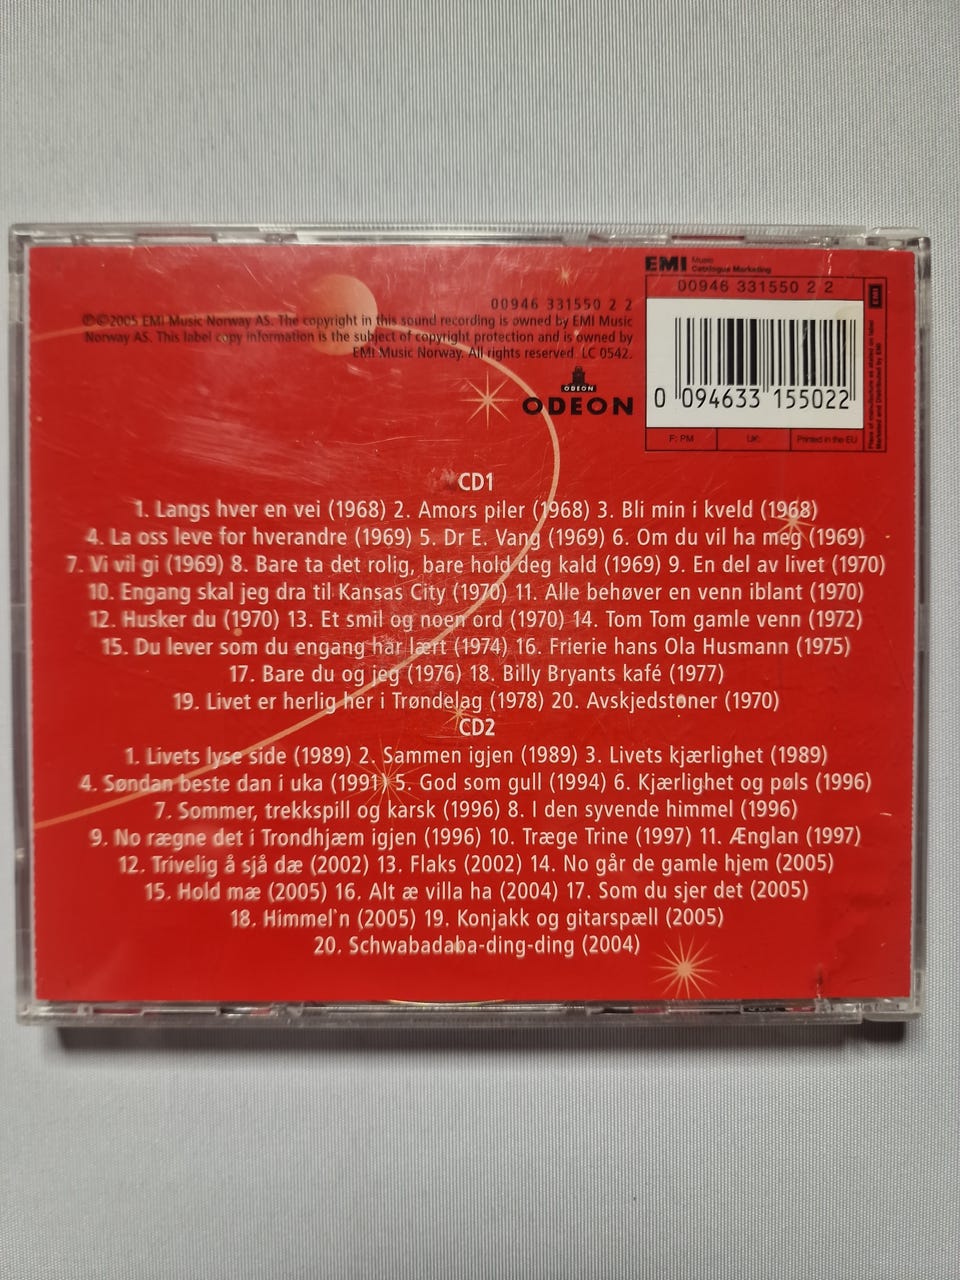 EMI Music
Catalogue Marketing
00946 331550 2 2
EMI
00946 331550 2 2
℗©2005 EMI Music Norway AS. The copyright in this sound recording is owned by EMI Music
Norway AS. This label copy information is the subject of copyright protection and is owned by
EMI Music Norway. All rights reserved. LC 0542.
ODEON
ODEON
0 094633 155022
F: PM
UK:
Printed in the EU
Place of manufacture as stated on label
Marketed and Distributed by EMI
CD1
1. Langs hver en vei (1968) 2. Amors piler (1968) 3. Bli min i kveld (1968)
4. La oss leve for hverandre (1969) 5. Dr E. Vang (1969) 6. Om du vil ha meg (1969)
7. Vi vil gi (1969) 8. Bare ta det rolig, bare hold deg kald (1969) 9. En del av livet (1970)
10. Engang skal jeg dra til Kansas City (1970) 11. Alle behøver en venn iblant (1970)
12. Husker du (1970) 13. Et smil og noen ord (1970) 14. Tom Tom gamle venn (1972)
15. Du lever som du engang har lært (1974) 16. Frierie hans Ola Husmann (1975)
17. Bare du og jeg (1976) 18. Billy Bryants kafé (1977)
19. Livet er herlig her i Trøndelag (1978) 20. Avskjedstoner (1970)
CD2
1. Livets lyse side (1989) 2. Sammen igjen (1989) 3. Livets kjærlighet (1989)
4. Søndan beste dan i uka (1991) 5. God som gull (1994) 6. Kjærlighet og pøls (1996)
7. Sommer, trekkspill og karsk (1996) 8. I den syvende himmel (1996)
9. No rægne det i Trondhjæm igjen (1996) 10. Træge Trine (1997) 11. Ænglan (1997)
12. Trivelig å sjå dæ (2002) 13. Flaks (2002) 14. No går de gamle hjem (2005)
15. Hold mæ (2005) 16. Alt æ villa ha (2004) 17. Som du sjer det (2005)
18. Himmel`n (2005) 19. Konjakk og gitarspæll (2005)
20. Schwabadaba-ding-ding (2004)